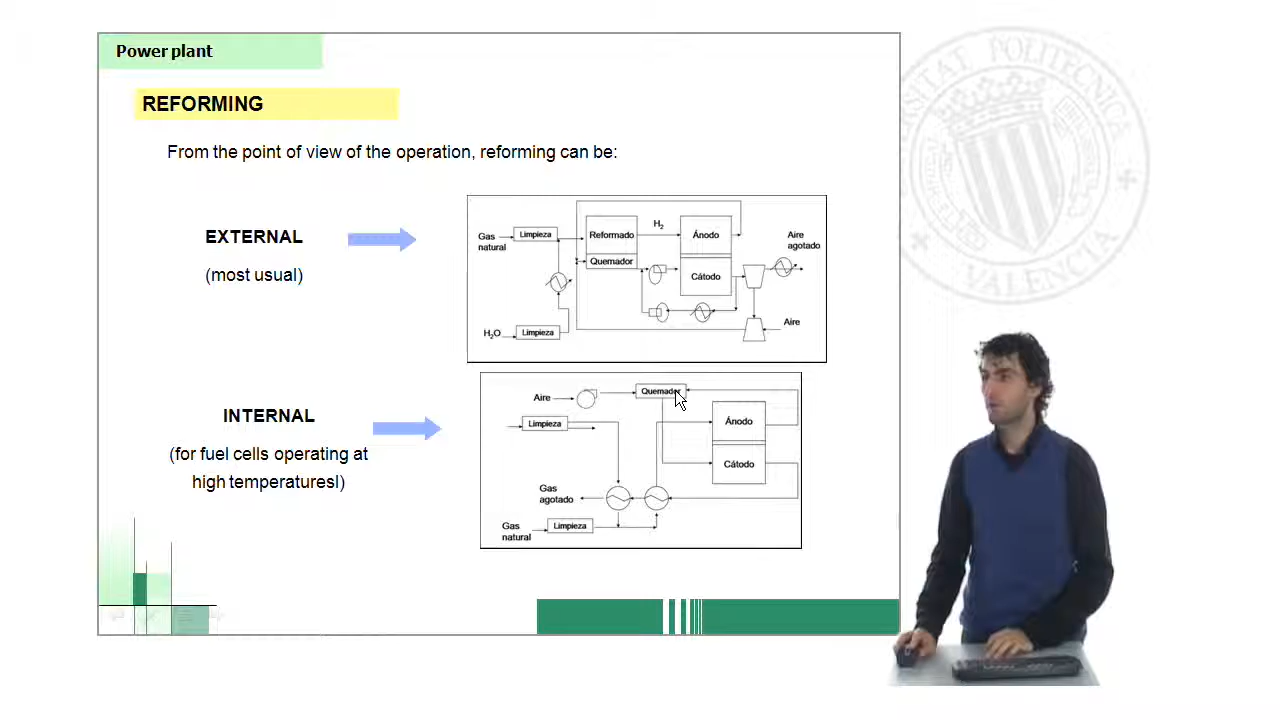 Power plant
REFORMING
From the point of view of the operation, reforming can be:
EXTERNAL
(most usual)
Gas
natural
Limpieza
Reformado
Quemador
H2
Ánodo
Cátodo
Aire
agotado
H2O
Limpieza
Aire
INTERNAL
(for fuel cells operating at
high temperaturesl)
Aire
Quemador
Limpieza
Ánodo
Cátodo
Gas
agotado
Gas
natural
Limpieza
POLITECNICA
VALENCIA